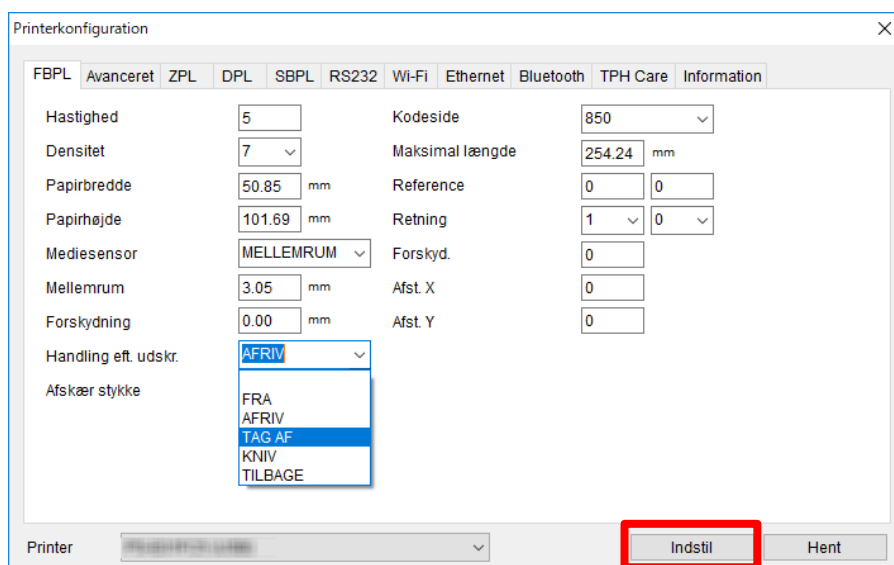 Printerkonfiguration
FBPL Avanceret ZPL DPL SBPL RS232 Wi-Fi Ethernet Bluetooth TPH Care Information
Hastighed 5 Kodeside 850
Densitet 7 Maksimal længde 254.24 mm
Papirbredde 50.85 mm Reference 0 0
Papirhøjde 101.69 mm Retning 1 0
Mediesensor MELLEMRUM Forskyd. 0
Mellemrum 3.05 mm Afst. X 0
Forskydning 0.00 mm Afst. Y 0
Handling eft. udskr. AFRIV
Afskær stykke
FRA
AFRIV
TAG AF
KNIV
TILBAGE
Printer Indstil Hent